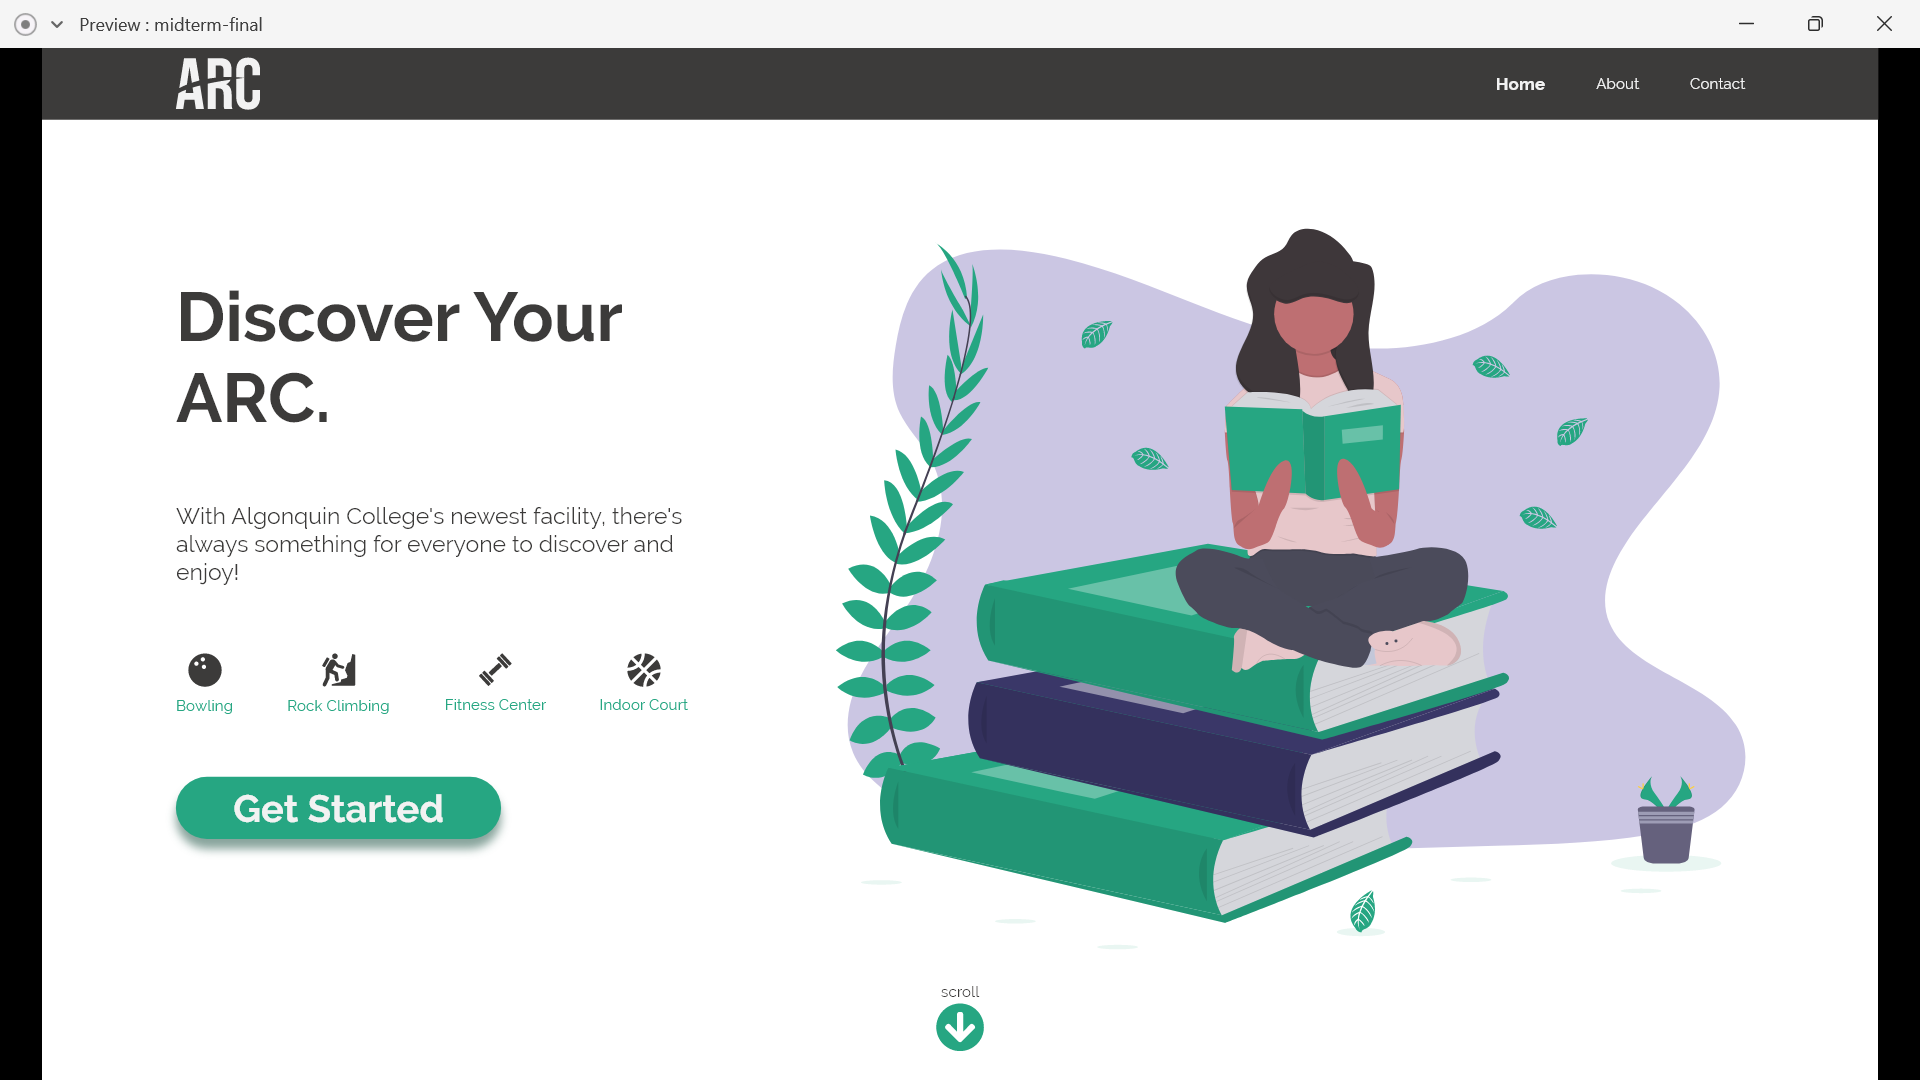 Preview : midterm-final
ARC
Home
About
Contact
Discover Your
ARC.
With Algonquin College's newest facility, there's
always something for everyone to discover and
enjoy!
Bowling
Rock Climbing
Fitness Center
Indoor Court
Get Started
scroll